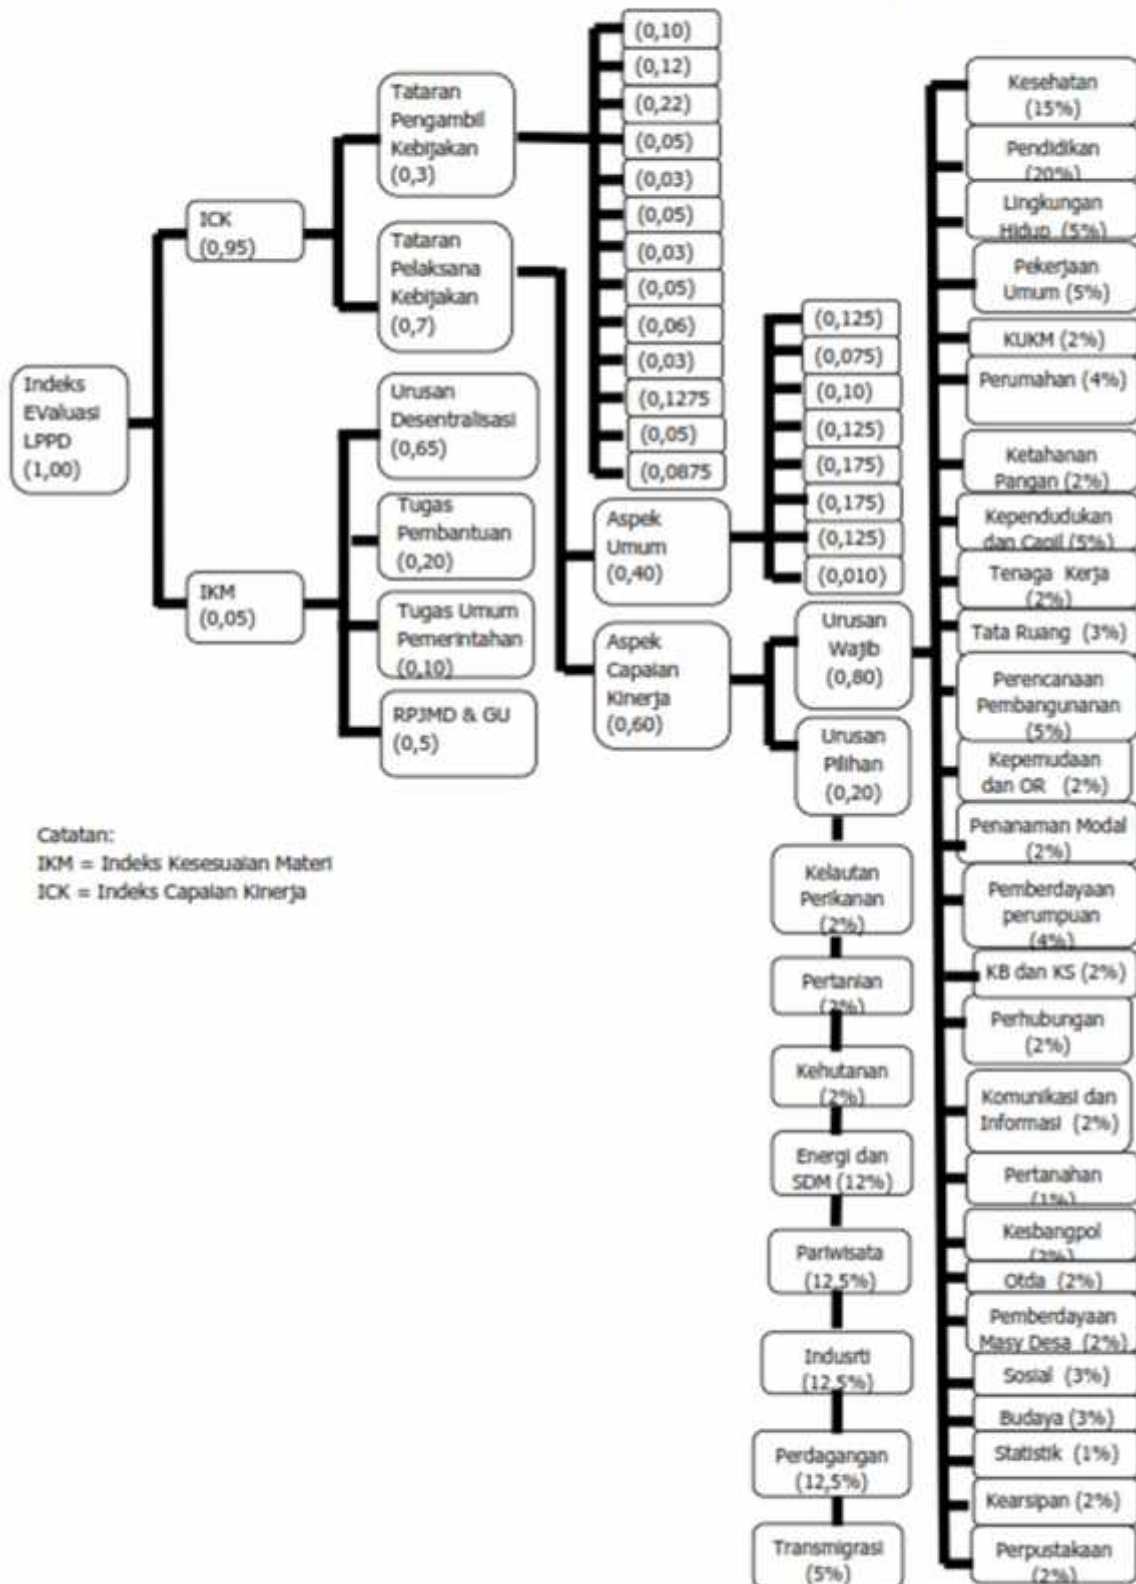 Indeks
EValuasi
LPPD
(1,00)
ICK
(0,95)
IKM
(0,05)
Tataran
Pengambil
Kebijakan
(0,3)
Tataran
Pelaksana
Kebijakan
(0,7)
Urusan
Desentralisasi
(0,65)
Tugas
Pembantuan
(0,20)
Tugas Umum
Pemerintahan
(0,10)
RPJMD & GU
(0,5)
(0,10)
(0,12)
(0,22)
(0,05)
(0,03)
(0,05)
(0,03)
(0,05)
(0,06)
(0,03)
(0,1275
(0,05)
(0,0875
Aspek
Umum
(0,40)
Aspek
Capaian
Kinerja
(0,60)
(0,125)
(0,075)
(0,10)
(0,125)
(0,175)
(0,175)
(0,125)
(0,010)
Urusan
Wajib
(0,80)
Urusan
Pilihan
(0,20)
Kelautan
Perikanan
(2%)
Pertanian
(2%)
Kehutanan
(2%)
Energi dan
SDM (12%)
Pariwisata
(12,5%)
Indusrti
(12,5%)
Perdagangan
(12,5%)
Transmigrasi
(5%)
Kesehatan
(15%)
Pendidikan
(20%)
Lingkungan
Hidup (5%)
Pekerjaan
Umum (5%)
KUKM (2%)
Perumahan (4%)
Ketahanan
Pangan (2%)
Kependudukan
dan Capil (5%)
Tenaga Kerja
(2%)
Tata Ruang (3%)
Perencanaan
Pembangunanan
(5%)
Kepemudaan
dan OR (2%)
Penanaman Modal
(2%)
Pemberdayaan
perumpuan
(4%)
KB dan KS (2%)
Perhubungan
(2%)
Komunikasi dan
Informasi (2%)
Pertanahan
(1%)
Kesbangpol
(2%)
Otda (2%)
Pemberdayaan
Masy Desa (2%)
Sosial (3%)
Budaya (3%)
Statistik (1%)
Kearsipan (2%)
Perpustakaan
(2%)
Catatan:
IKM = Indeks Kesesuaian Materi
ICK = Indeks Capaian Kinerja